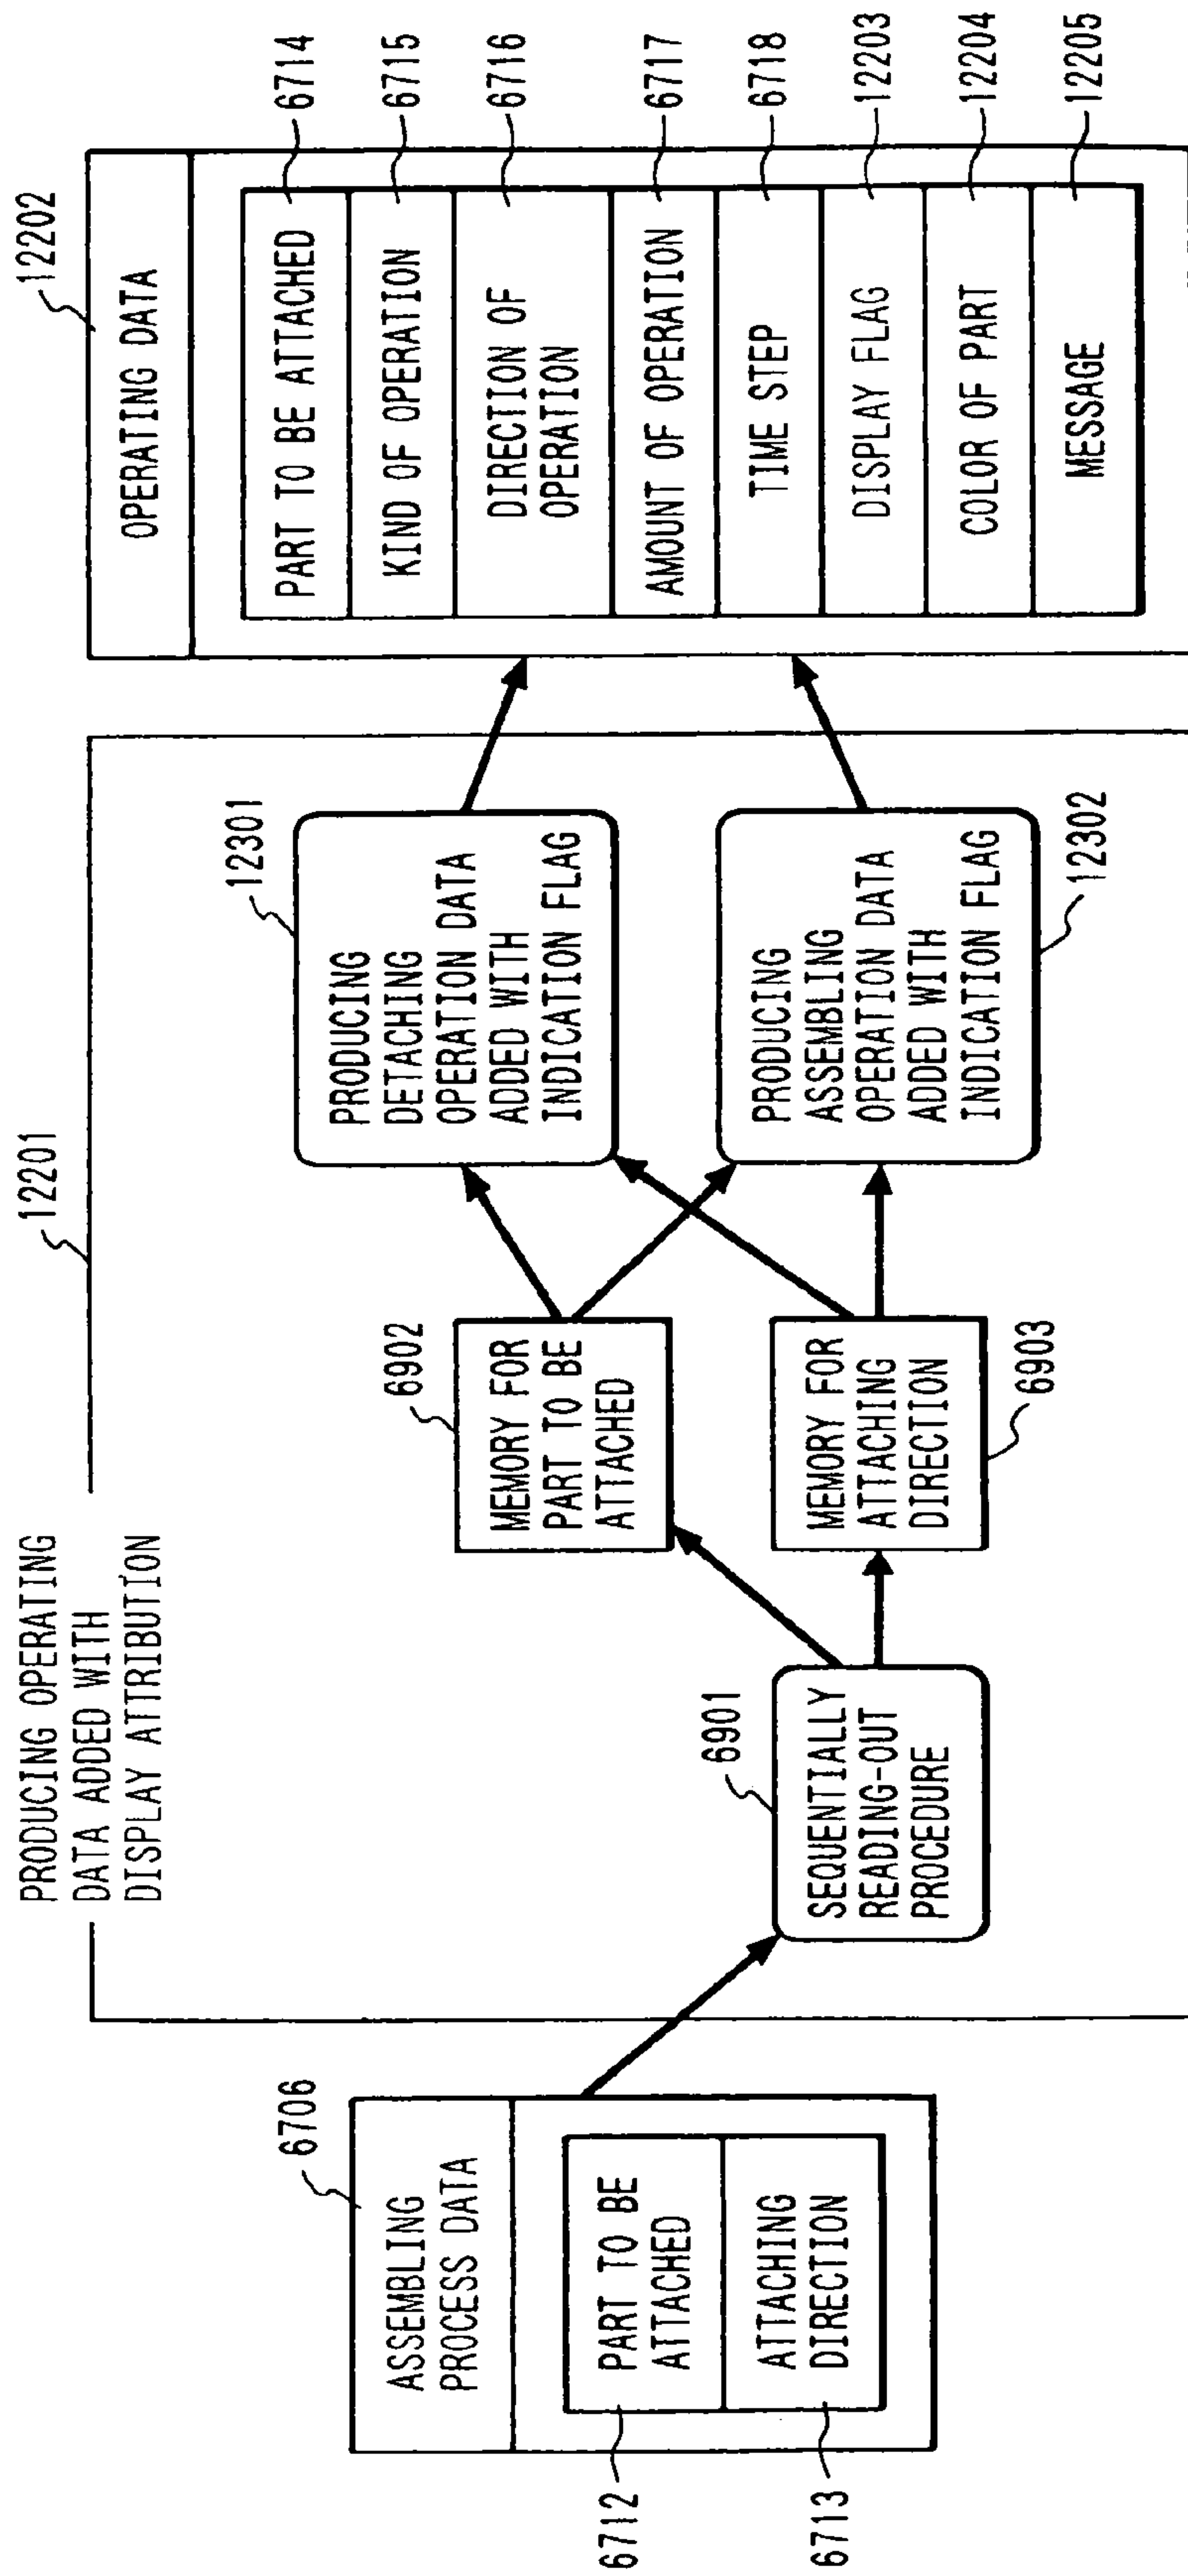 PRODUCING OPERATING
DATA ADDED WITH
DISPLAY ATTRIBUTION
12201
12202
6706
ASSEMBLING
PROCESS DATA
PART TO BE
ATTACHED
ATTACHING
DIRECTION
6712
6713
6901
SEQUENTIALLY
READING-OUT
PROCEDURE
6902
MEMORY FOR
PART TO BE
ATTACHED
MEMORY FOR
ATTACHING
DIRECTION
6903
12301
PRODUCING
DETACHING
OPERATION DATA
ADDED WITH
INDICATION FLAG
PRODUCING
ASSEMBLING
OPERATION DATA
ADDED WITH
INDICATION FLAG
12302
OPERATING DATA
PART TO BE ATTACHED
6714
KIND OF OPERATION
6715
DIRECTION OF
OPERATION
6716
AMOUNT OF OPERATION
6717
TIME STEP
6718
DISPLAY FLAG
12203
COLOR OF PART
12204
MESSAGE
12205